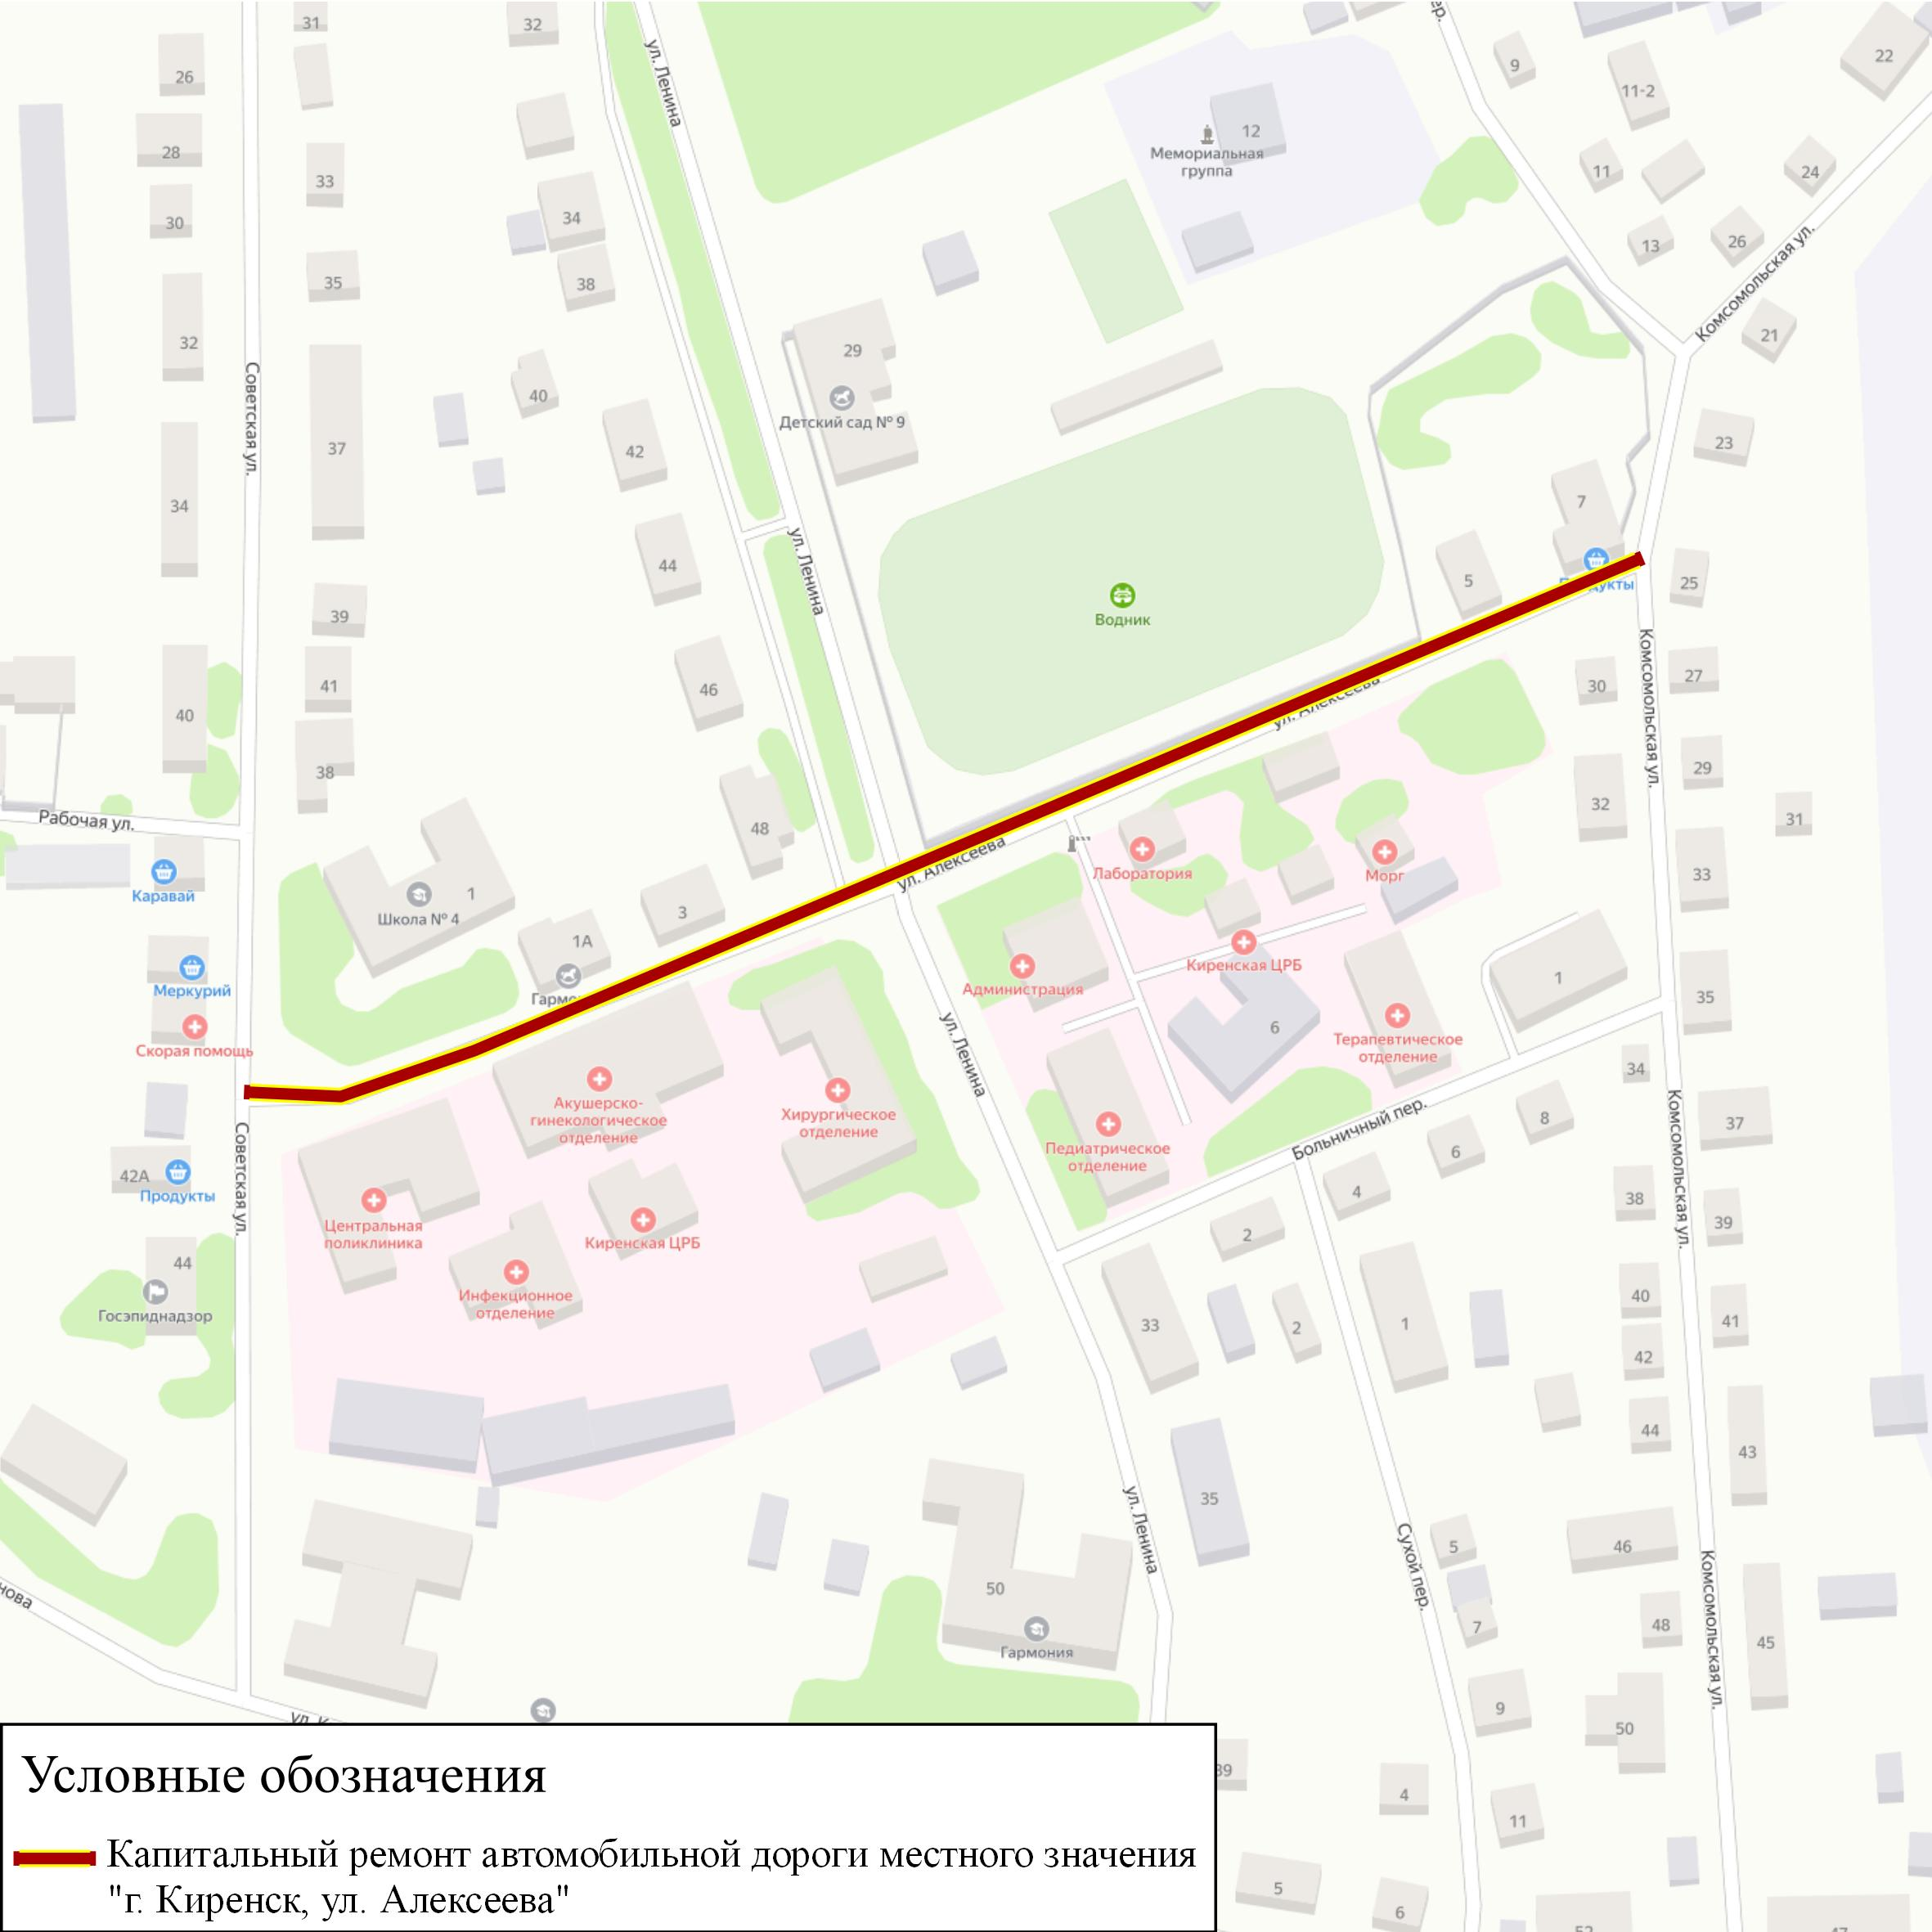 31
32
26
ул. Ленина
9
11-2
22
12
Мемориальная
группа
28
33
11
24
30
34
13
26
Комсомольская ул.
35
38
32
29
21
Советская ул.
40
Детский сад № 9
37
42
23
34
7
44
ул. Ленина
5
25
Водник
39
41
46
30
27
Комсомольская ул.
40
ул. Алексеева
38
29
32
31
Рабочая ул.
48
ул. Алексеева
Лаборатория
Морг
33
Каравай
Школа № 4
1
3
1А
Киренская ЦРБ
Меркурий
Администрация
1
35
6
Скорая помощь
ул. Ленина
Терапевтическое
отделение
34
Акушерско-
гинекологическое
отделение
Хирургическое
отделение
Больничный пер.
8
37
Педиатрическое
отделение
6
Советская ул.
42А
Продукты
4
38
39
Комсомольская ул.
Центральная
поликлиника
Киренская ЦРБ
2
44
Госэпиднадзор
Инфекционное
отделение
33
2
1
40
41
42
44
43
35
ул. Ленина
Сухой пер.
5
46
50
Гармония
7
48
45
Комсомольская ул.
9
50
4
11
5
6
Условные обозначения
Капитальный ремонт автомобильной дороги местного значения
"г. Киренск, ул. Алексеева"